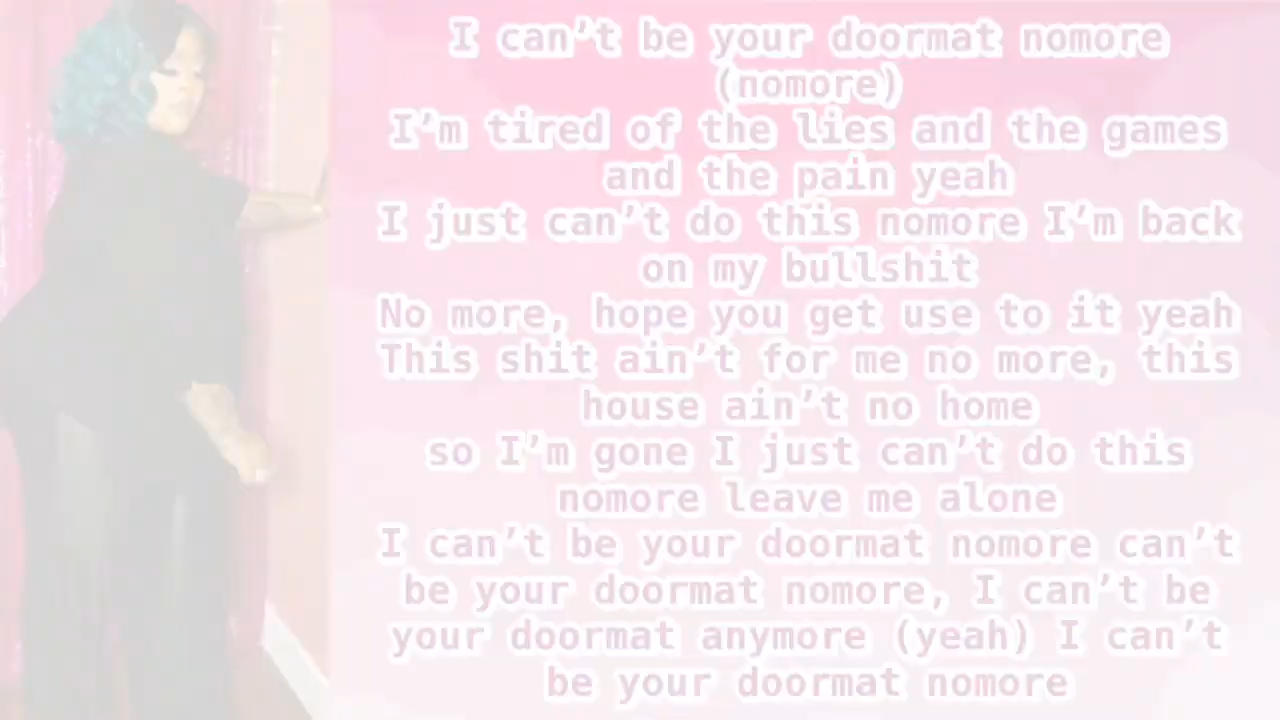 I can’t be your doormat nomore
(nomore)
I’m tired of the lies and the games
and the pain yeah
I just can’t do this nomore I’m back
on my bullshit
No more, hope you get use to it yeah
This shit ain’t for me no more, this
house ain’t no home
so I’m gone I just can’t do this
nomore leave me alone
I can’t be your doormat nomore can’t
be your doormat nomore, I can’t be
your doormat anymore (yeah) I can’t
be your doormat nomore